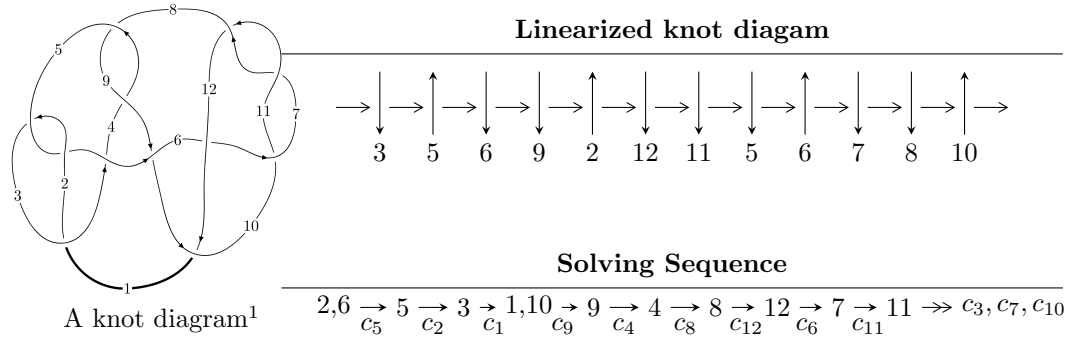 8
5
9
12
11
7
4
6
2
3
10
1
A knot diagram¹
Linearized knot diagam
3 5 6 9 2 12 11 5 6 7 8 10
Solving Sequence
2,6 → 5 → 3 → 1,10 → 9 → 4 → 8 → 12 → 7 → 11 ↠ c₃, c₇, c₁₀
c₅ c₂ c₁ c₉ c₄ c₈ c₁₂ c₆ c₁₁